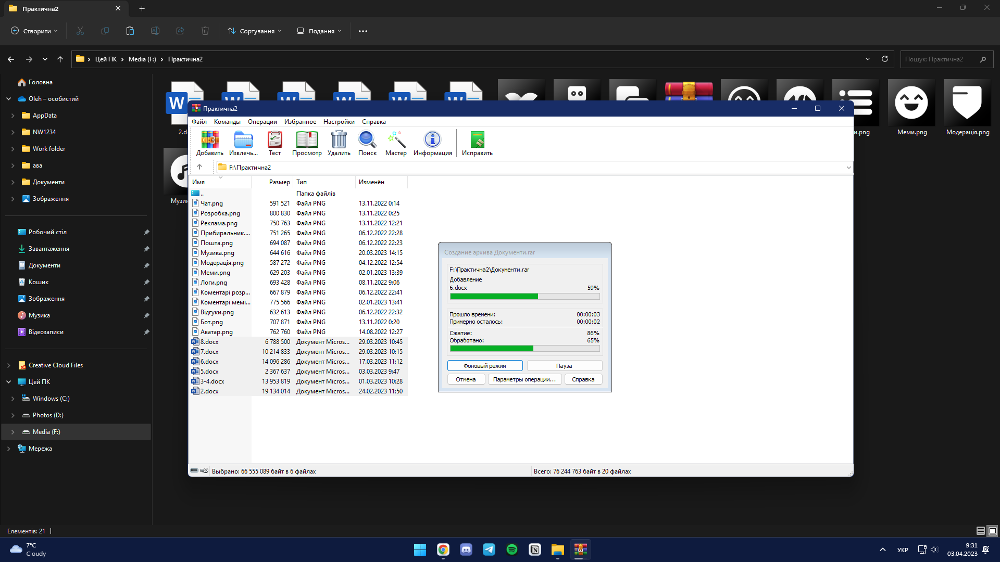 Практична2
Створити
Сортування
Подання
Цей ПК
Media (F:)
Практична2
Пошук: Практична2
Головна
Oleh – особистий
AppData
NW1234
Work folder
ава
Документи
Зображення
Робочий стіл
Завантаження
Документи
Кошик
Зображення
Музика
Відеозаписи
Creative Cloud Files
Цей ПК
Windows (C:)
Photos (D:)
Media (F:)
Мережа
Меми.png
Модерація.png
Практична2
Файл Команды Операции Избранное Настройки Справка
Добавить Извлечь... Тест Просмотр Удалить Поиск Мастер Информация Исправить
F:\Практична2
Имя Размер Тип Изменён
.. Папка файлів
Чат.png 591 521 Файл PNG 13.11.2022 0:14
Розробка.png 800 830 Файл PNG 13.11.2022 0:25
Реклама.png 750 763 Файл PNG 13.11.2022 12:21
Прибиральник.... 751 265 Файл PNG 06.12.2022 22:28
Пошта.png 694 087 Файл PNG 06.12.2022 22:23
Музика.png 644 616 Файл PNG 20.03.2023 14:15
Модерація.png 587 272 Файл PNG 04.12.2022 12:54
Меми.png 629 203 Файл PNG 02.01.2023 13:39
Логи.png 693 428 Файл PNG 08.11.2022 9:06
Коментарі розр... 667 879 Файл PNG 06.12.2022 22:41
Коментарі мемі... 775 566 Файл PNG 02.01.2023 13:41
Відгуки.png 632 613 Файл PNG 06.12.2022 22:32
Бот.png 707 871 Файл PNG 13.11.2022 0:20
Аватар.png 762 760 Файл PNG 14.08.2022 12:27
8.docx 6 788 500 Документ Micros... 29.03.2023 10:45
7.docx 10 214 833 Документ Micros... 29.03.2023 10:15
6.docx 14 096 286 Документ Micros... 17.03.2023 11:12
5.docx 2 367 637 Документ Micros... 03.03.2023 9:47
3-4.docx 13 953 819 Документ Micros... 01.03.2023 10:28
2.docx 19 134 014 Документ Micros... 24.02.2023 11:50
Создание архива Документи.rar
F:\Практична2\Документи.rar
Добавление
6.docx 59%
Прошло времени: 00:00:03
Примерно осталось: 00:00:02
Сжатие: 86%
Обработано: 65%
Фоновый режим Пауза
Отмена Параметры операции... Справка
Выбрано: 66 555 089 байт в 6 файлах
Всего: 76 244 763 байт в 20 файлах
Елементів: 21
7°C
Cloudy
УКР
9:31
03.04.2023